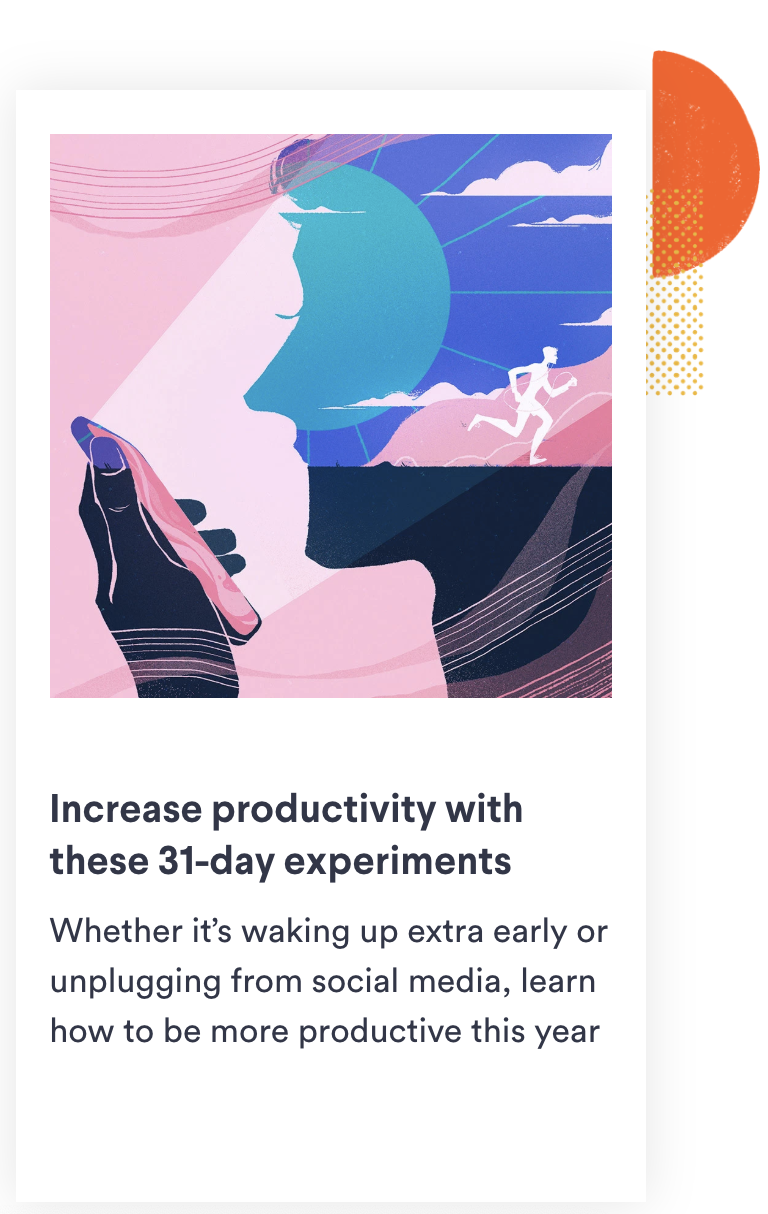 Increase productivity with
these 31-day experiments
Whether it’s waking up extra early or
unplugging from social media, learn
how to be more productive this year